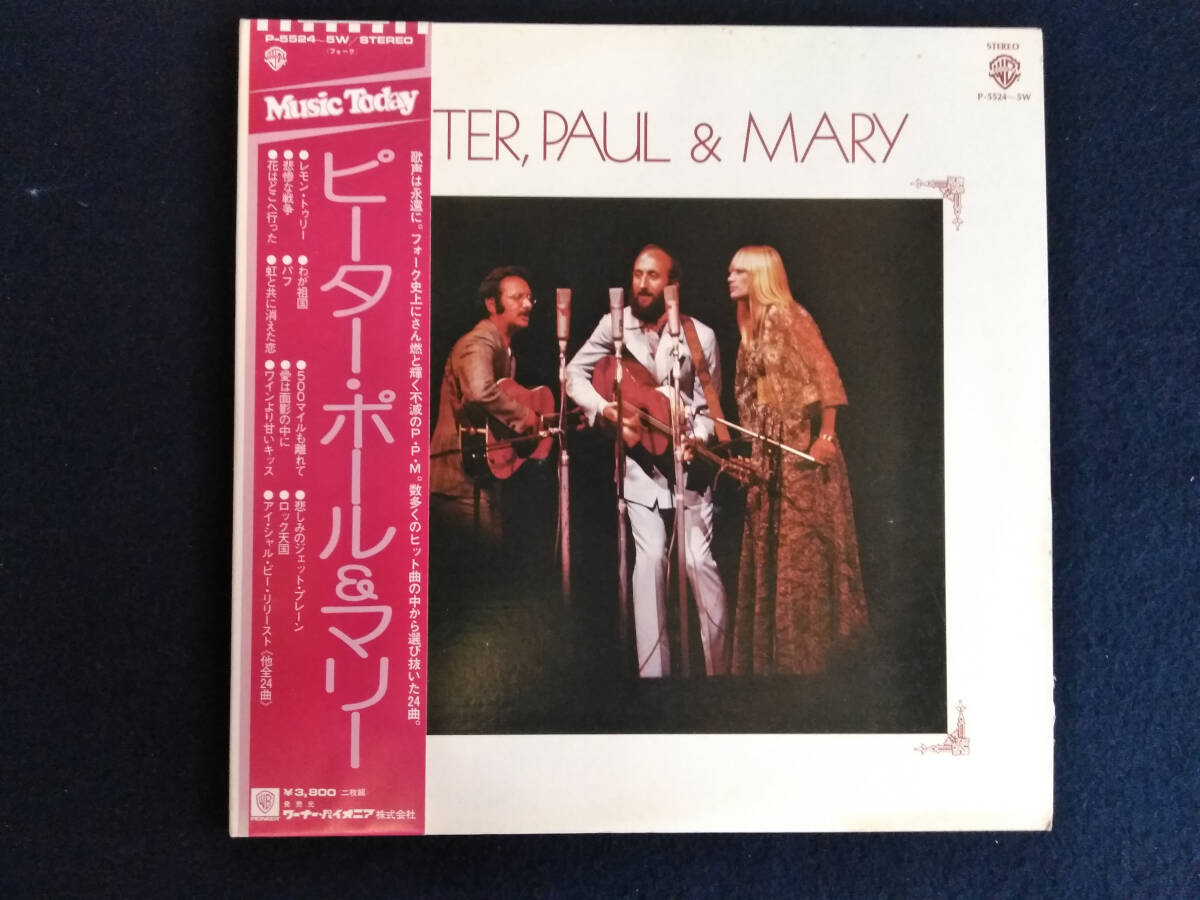 P-5524~5W/STEREO
(フォーク)
Music Today
歌声は永遠に。フォーク史上にさん燃と輝く不滅のP・P・M。数多くのヒット曲の中から選び抜いた24曲。
ピーター・ポール&マリー
●レモン・トゥリー
●悲惨な戦争
●花はどこへ行った
●わが祖国
●パフ
●虹と共に消えた恋
●500マイルも離れて
●愛は面影の中に
●ワインより甘いキッス
●悲しみのジェット・プレーン
●ロック天国
●アイ・シャル・ビー・リリースト《他全24曲》
¥3,800 二枚組
発売元
ワーナー・パイオニア株式会社
PIONEER
STEREO
P-5524~5W
TER, PAUL & MARY